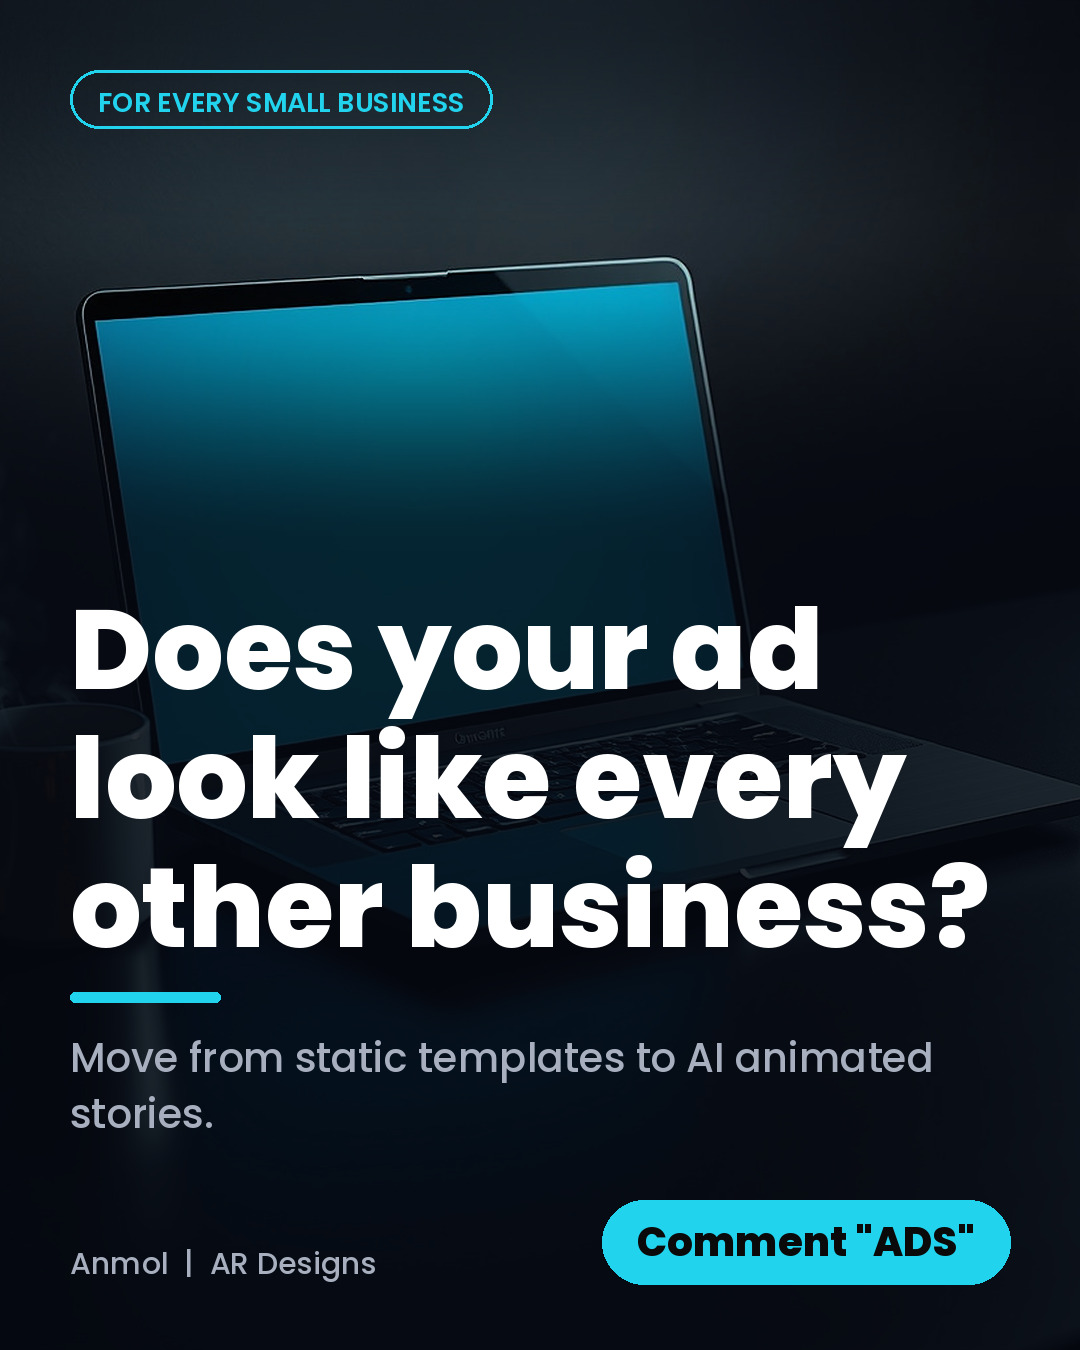 FOR EVERY SMALL BUSINESS
Does your ad
look like every
other business?
Move from static templates to AI animated
stories.
Anmol | AR Designs
Comment "ADS"